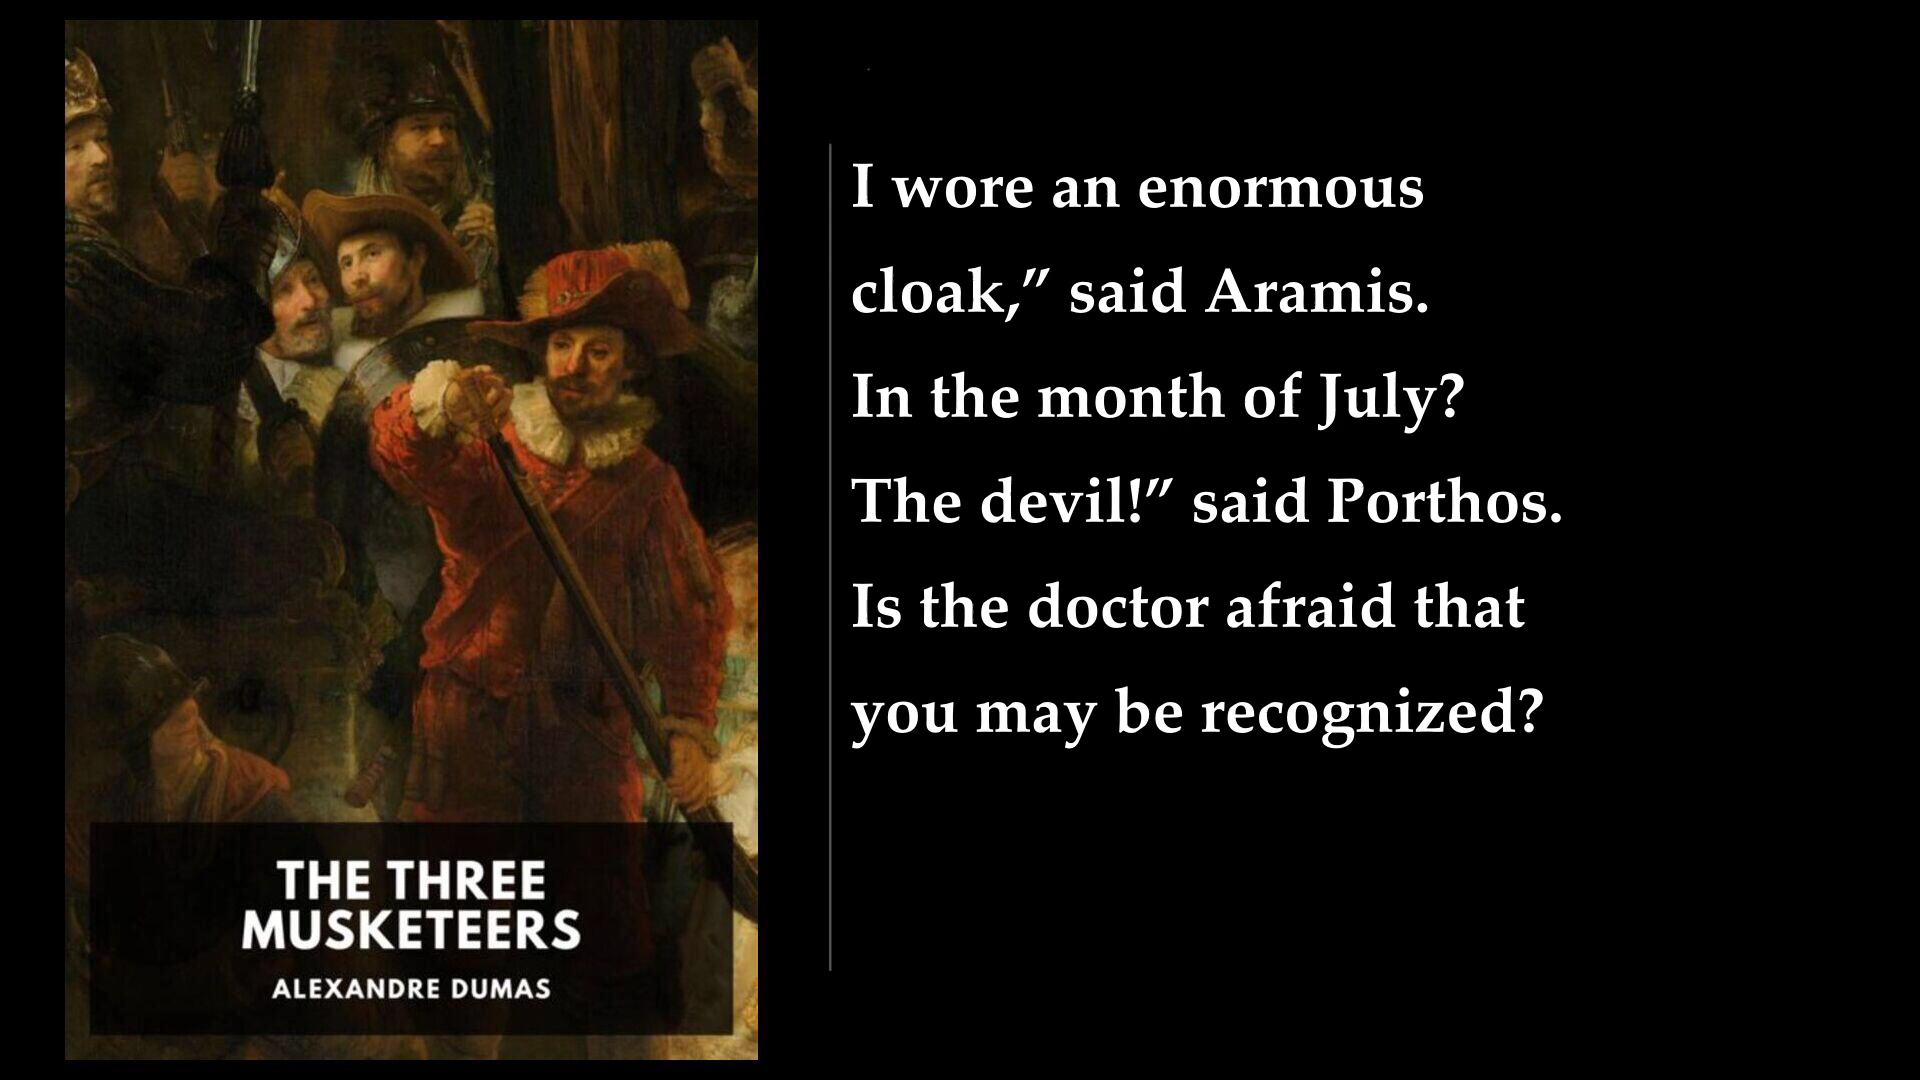 THE THREE
MUSKETEERS
ALEXANDRE DUMAS
I wore an enormous
cloak,” said Aramis.
In the month of July?
The devil!” said Porthos.
Is the doctor afraid that
you may be recognized?